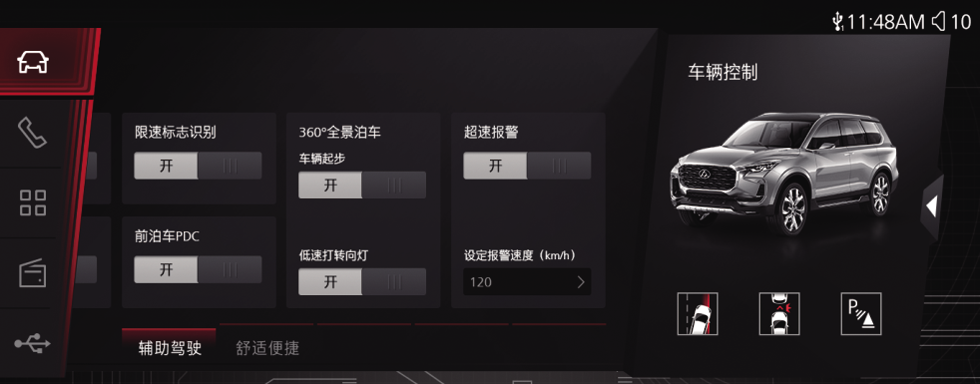 11:48AM 10
车辆控制
限速标志识别
开
前泊车PDC
开
360°全景泊车
车辆起步
开
低速打转向灯
开
超速报警
开
设定报警速度（km/h）
120
辅助驾驶 舒适便捷
P